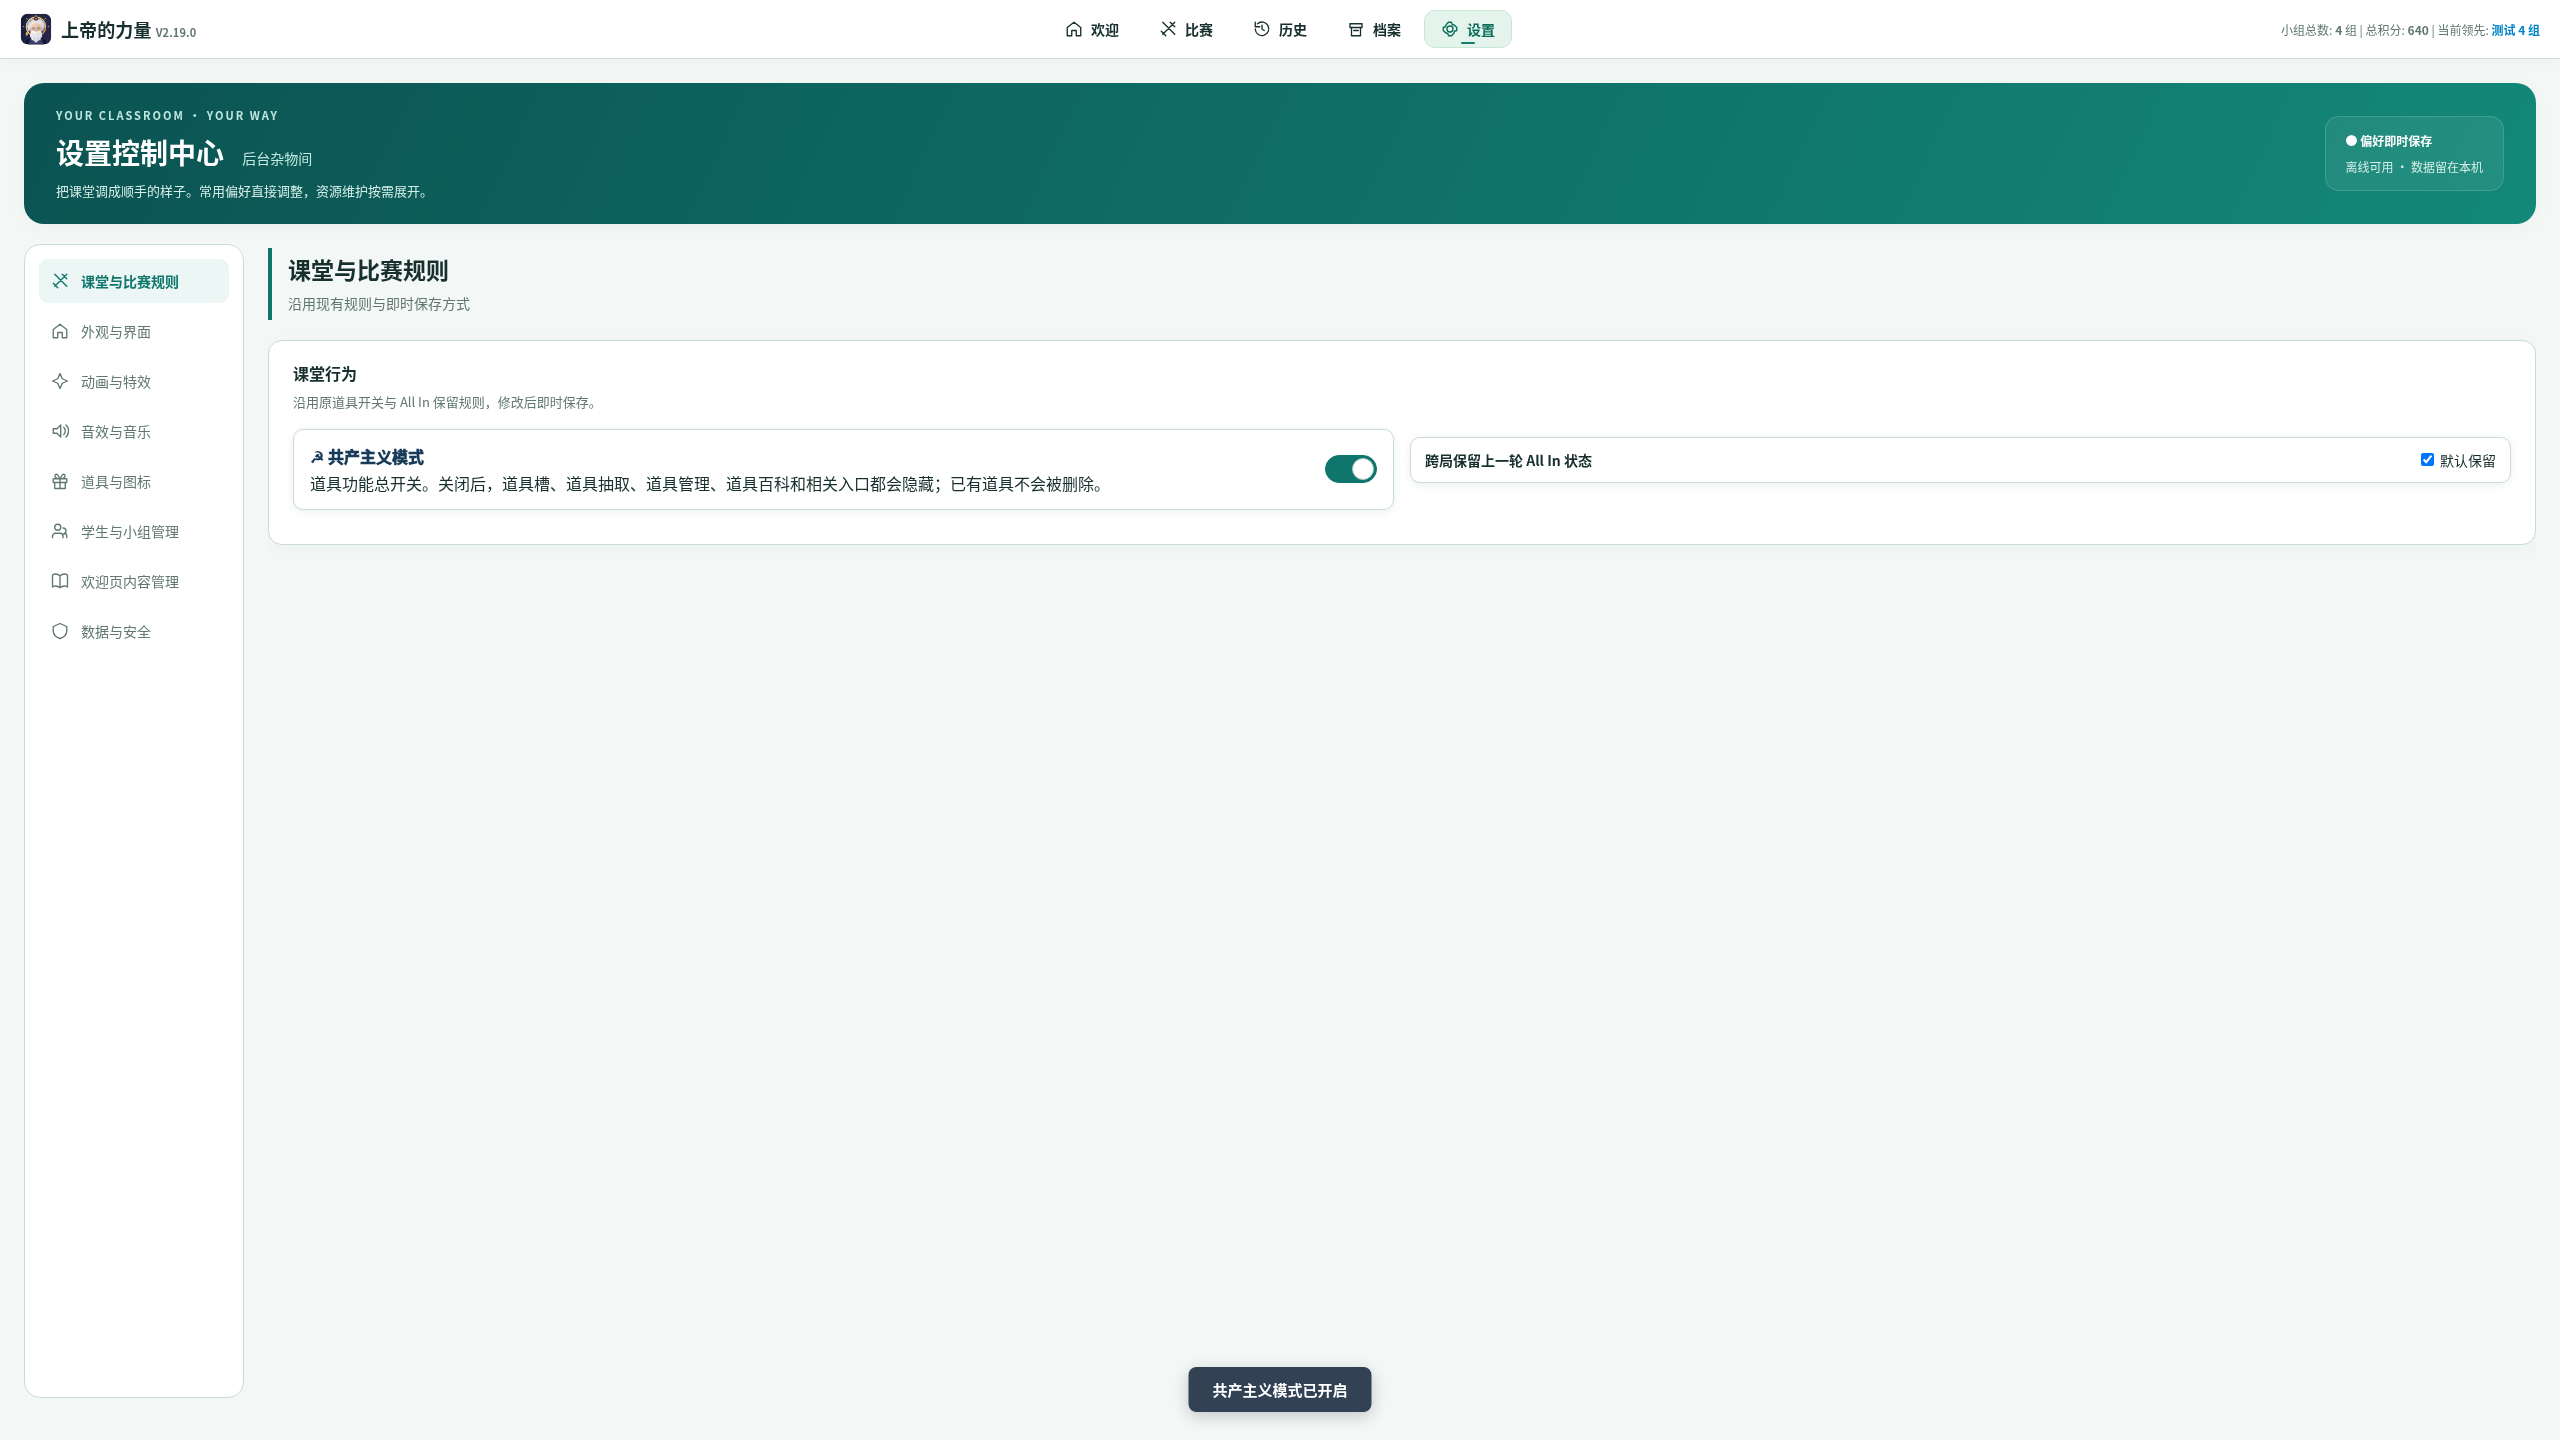 上帝的力量 V2.19.0
欢迎
比赛
历史
档案
设置
小组总数: 4 组 | 总积分: 640 | 当前领先: 测试 4 组
YOUR CLASSROOM · YOUR WAY
设置控制中心 后台杂物间
把课堂调成顺手的样子。常用偏好直接调整，资源维护按需展开。
偏好即时保存
离线可用 · 数据留在本机
课堂与比赛规则
外观与界面
动画与特效
音效与音乐
道具与图标
学生与小组管理
欢迎页内容管理
数据与安全
课堂与比赛规则
沿用现有规则与即时保存方式
课堂行为
沿用原道具开关与 All In 保留规则，修改后即时保存。
☭ 共产主义模式
道具功能总开关。关闭后，道具槽、道具抽取、道具管理、道具百科和相关入口都会隐藏；已有道具不会被删除。
跨局保留上一轮 All In 状态
默认保留
共产主义模式已开启